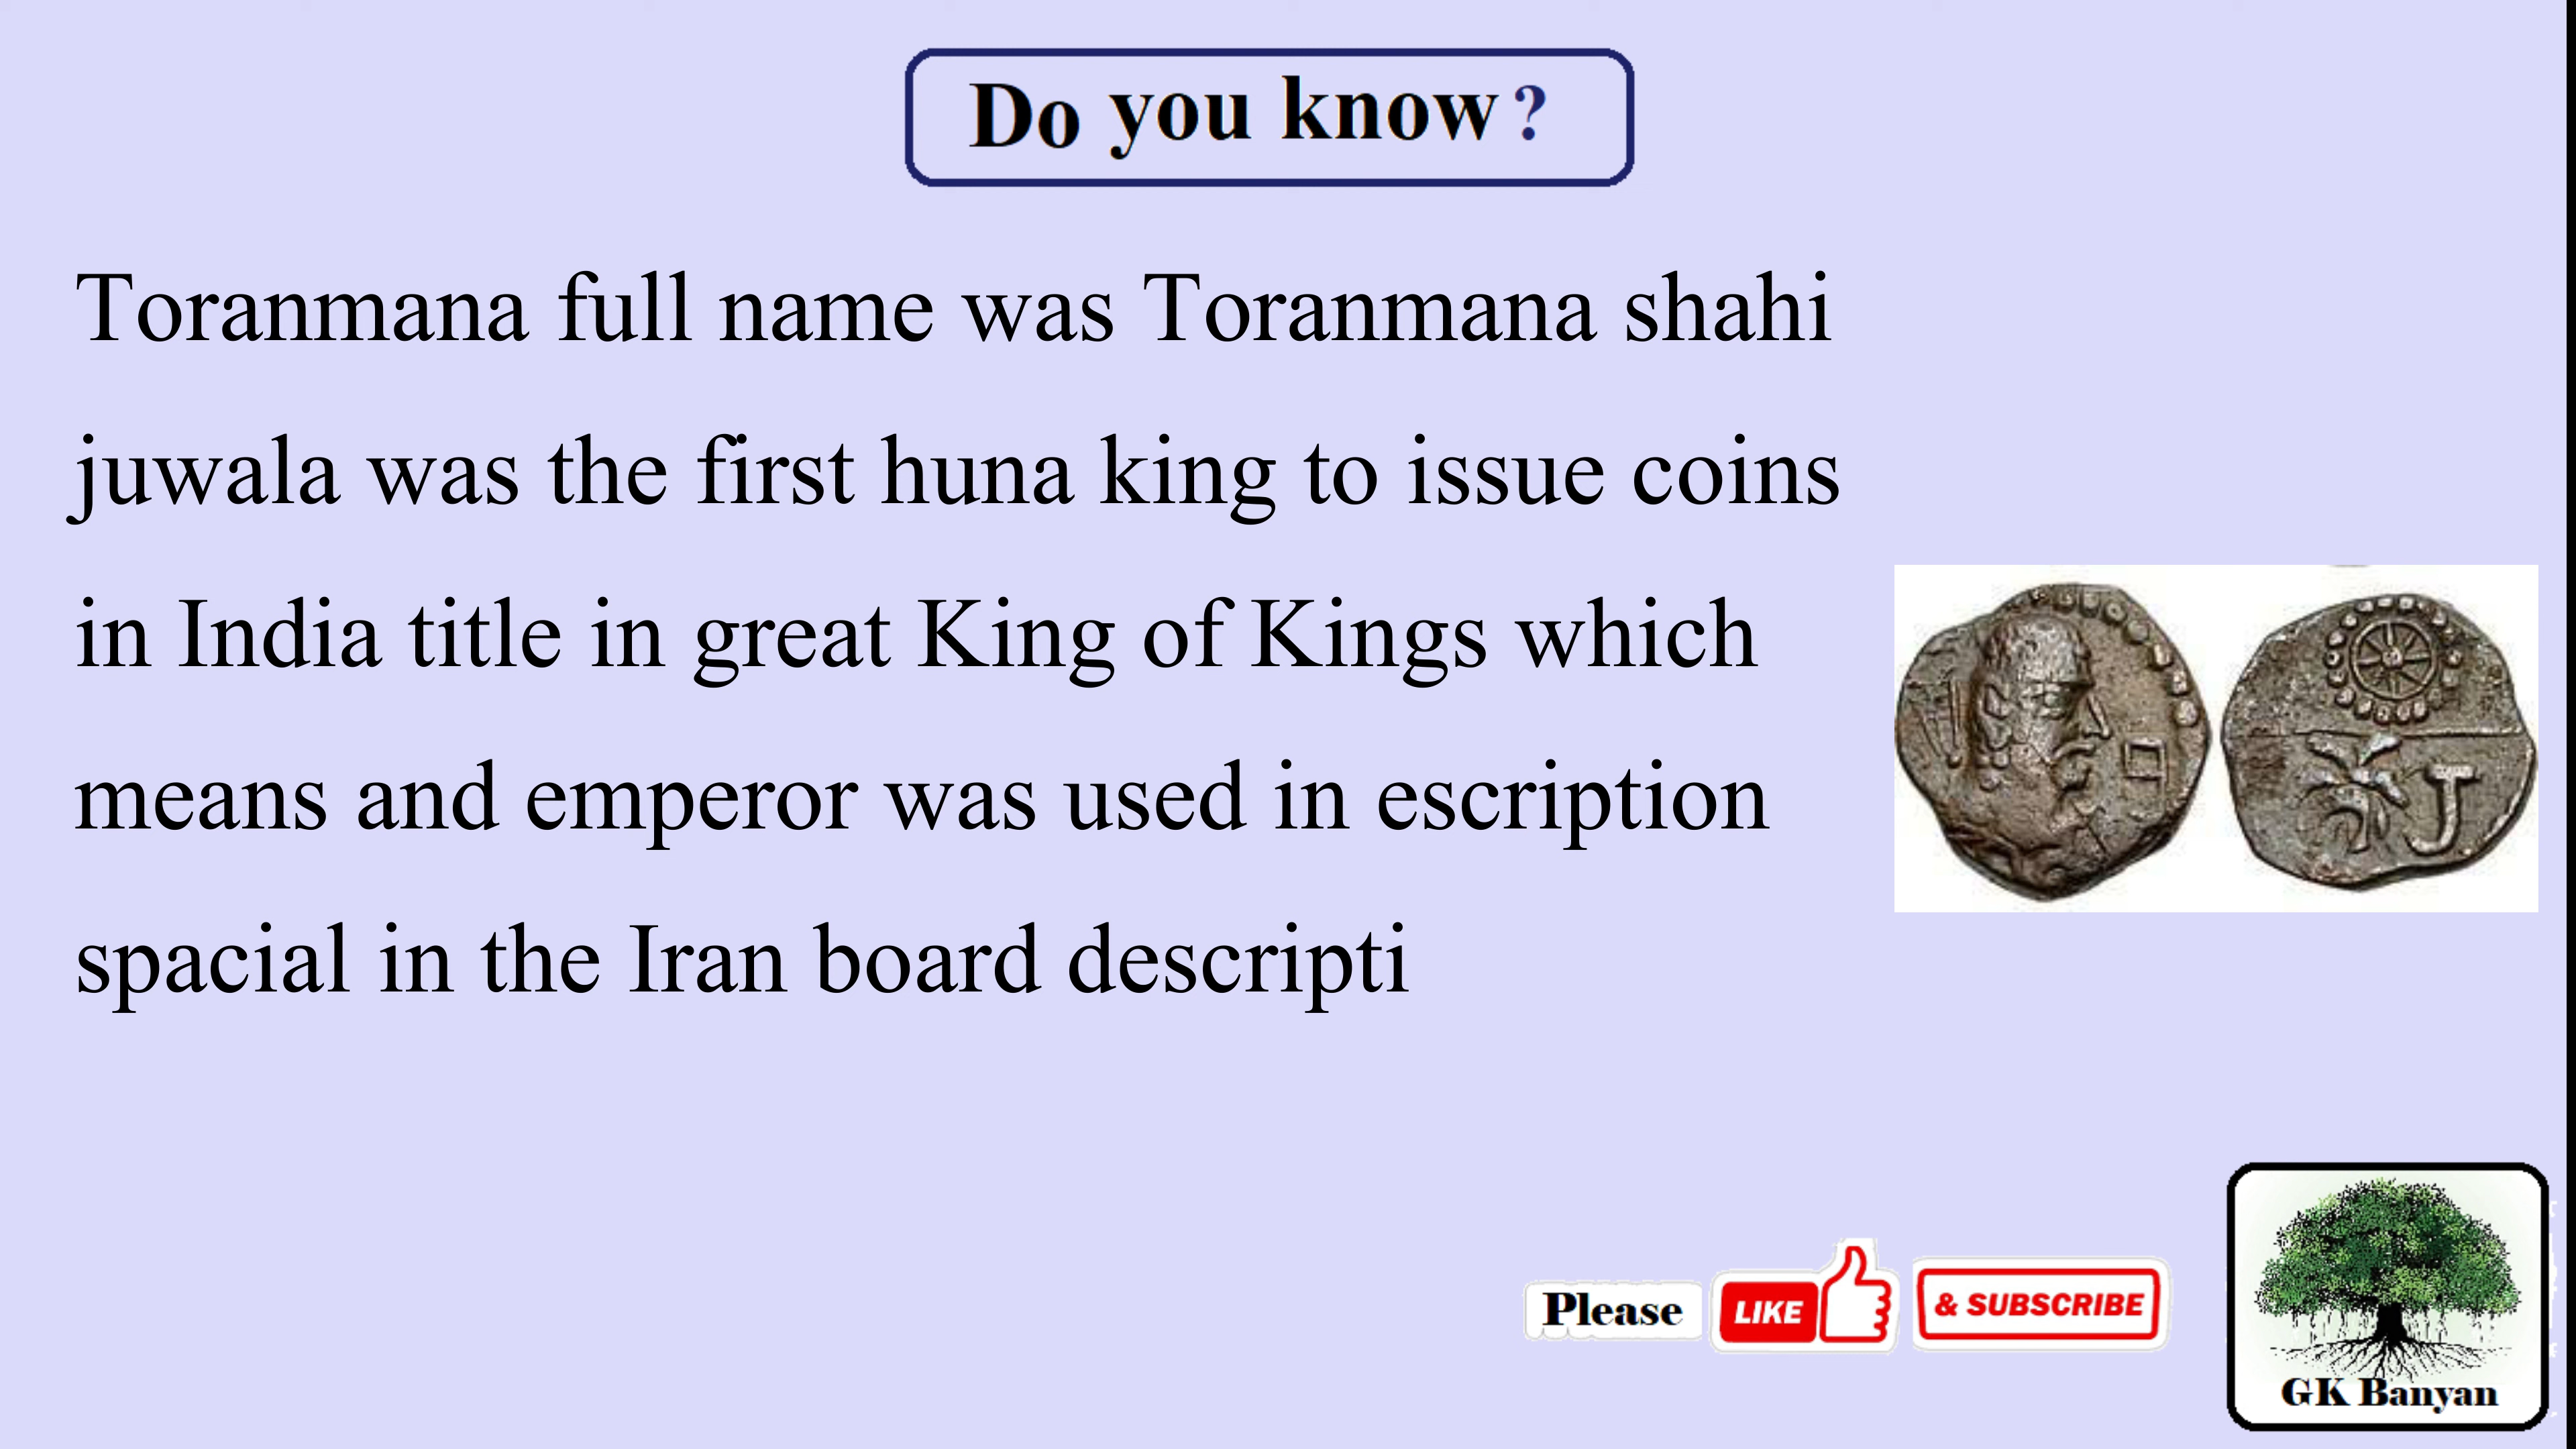 Do you know ?
Toranmana full name was Toranmana shahi
juwala was the first huna king to issue coins
in India title in great King of Kings which
means and emperor was used in escription
spacial in the Iran board descripti
Please LIKE & SUBSCRIBE
GK Banyan